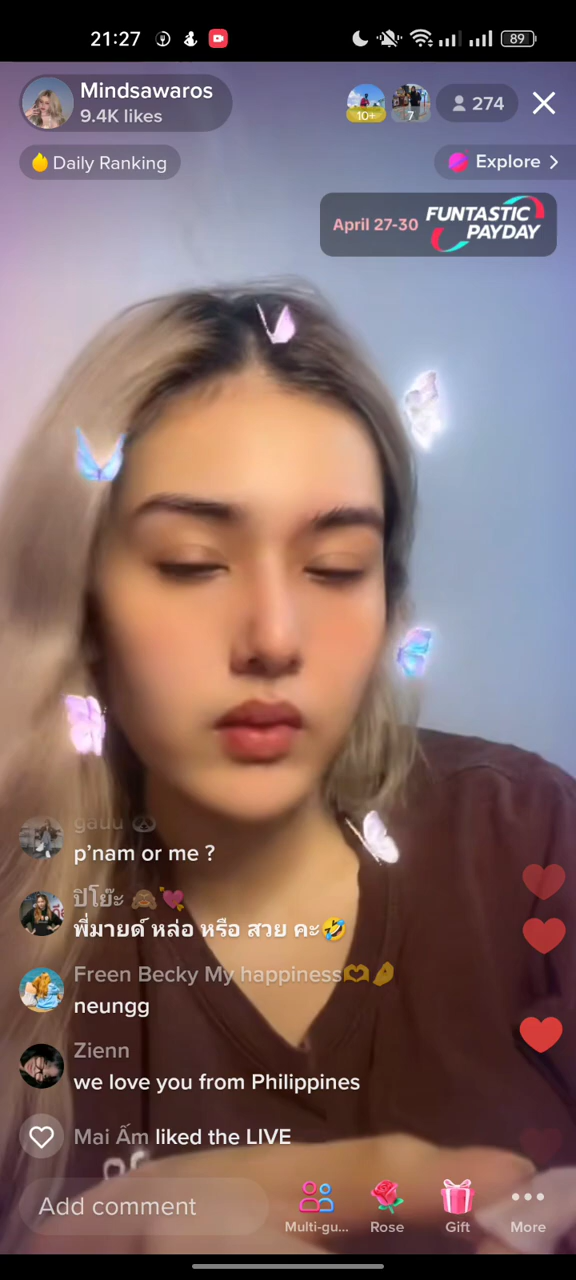 21:27
89
Mindsawaros
9.4K likes
10+
7
274
Daily Ranking
Explore
April 27-30
FUNTASTIC
PAYDAY
gauu
p'nam or me ?
ปิโย๊ะ 🙈💘
พี่มายด์ หล่อ หรือ สวย คะ🤣
Freen Becky My happiness🫶🤌
neungg
Zienn
we love you from Philippines
Mai Ấm liked the LIVE
Add comment
Multi-gu...
Rose
Gift
More